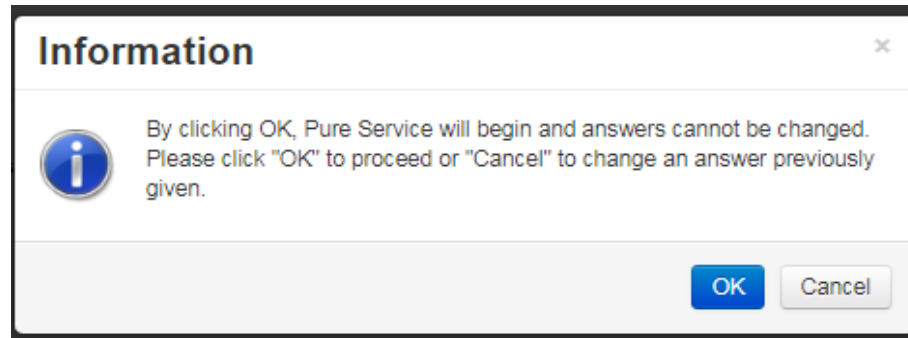 Information
×
By clicking OK, Pure Service will begin and answers cannot be changed.
Please click "OK" to proceed or "Cancel" to change an answer previously
given.
OK
Cancel